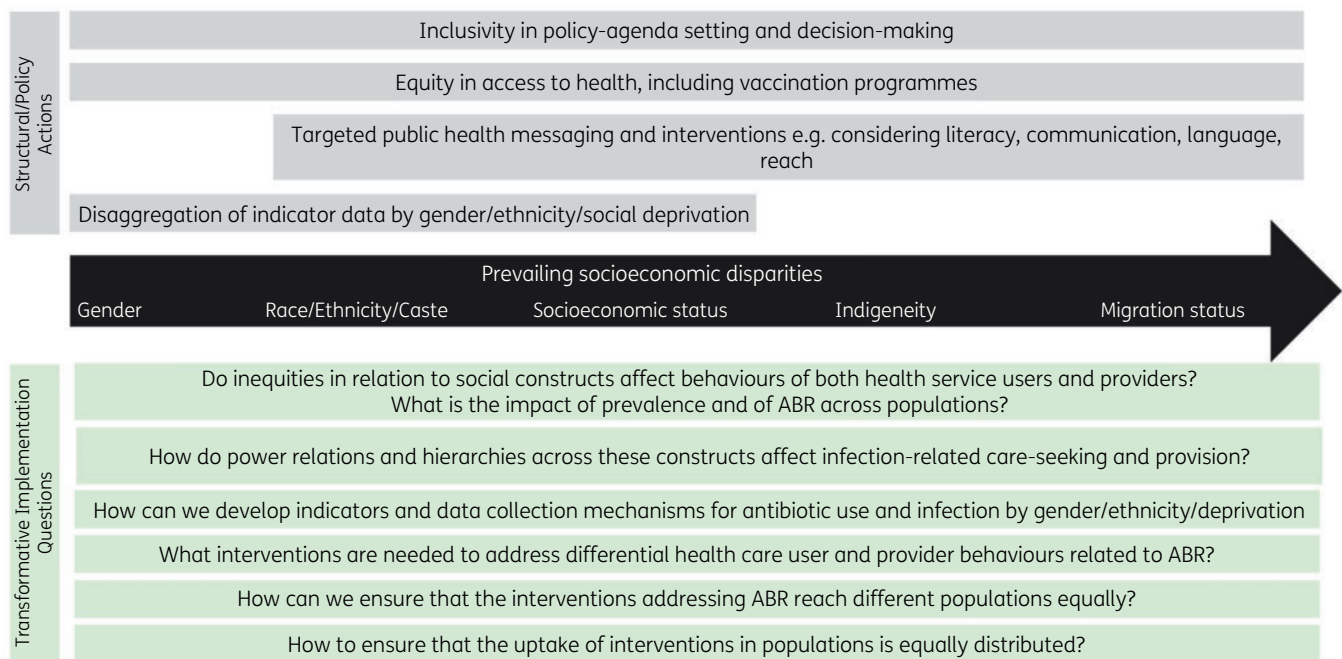 Structural/Policy
Actions
Inclusivity in policy-agenda setting and decision-making
Equity in access to health, including vaccination programmes
Targeted public health messaging and interventions e.g. considering literacy, communication, language,
reach
Disaggregation of indicator data by gender/ethnicity/social deprivation
Prevailing socioeconomic disparities
Gender Race/Ethnicity/Caste Socioeconomic status Indigeneity Migration status
Transformative Implementation
Questions
Do inequities in relation to social constructs affect behaviours of both health service users and providers?
What is the impact of prevalence and of ABR across populations?
How do power relations and hierarchies across these constructs affect infection-related care-seeking and provision?
How can we develop indicators and data collection mechanisms for antibiotic use and infection by gender/ethnicity/deprivation
What interventions are needed to address differential health care user and provider behaviours related to ABR?
How can we ensure that the interventions addressing ABR reach different populations equally?
How to ensure that the uptake of interventions in populations is equally distributed?